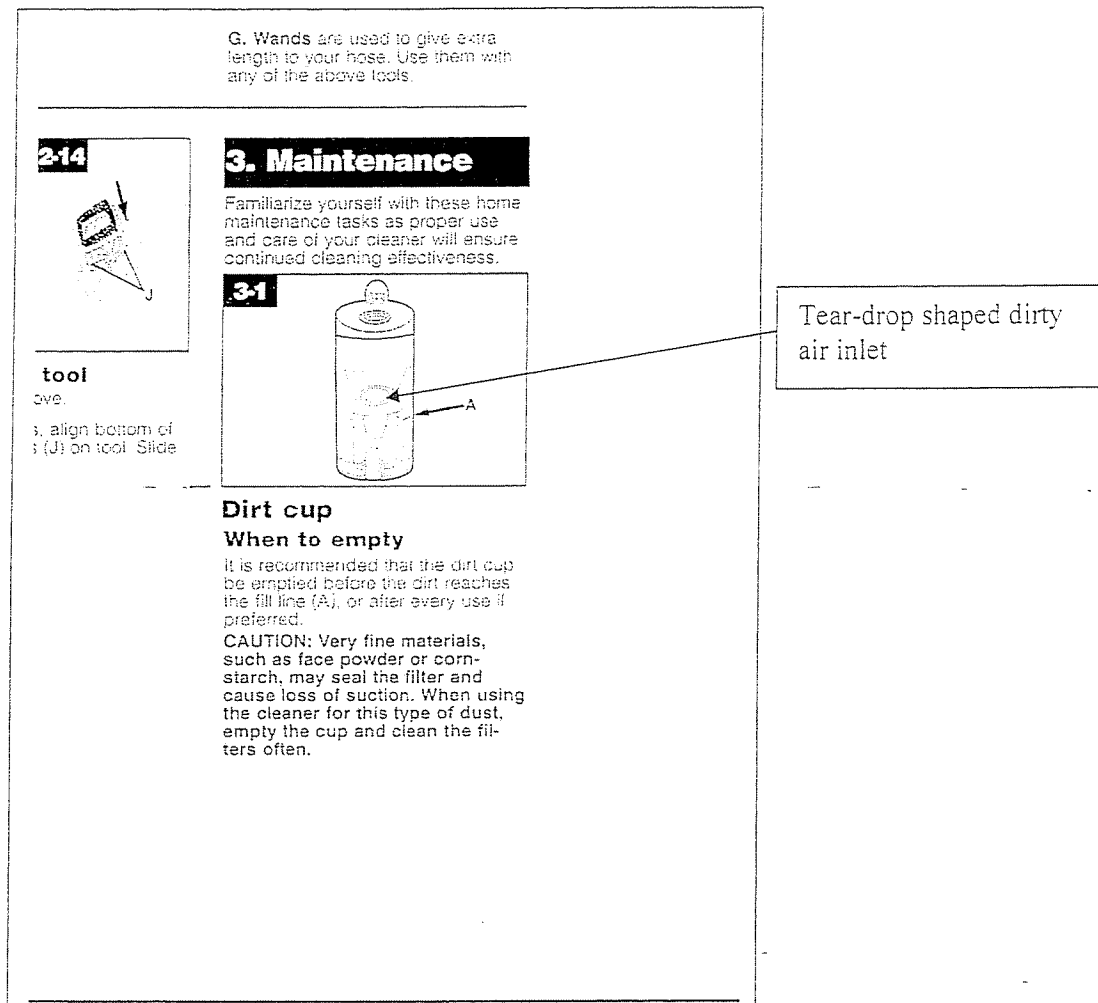 G. Wands are used to give extra
length to your hose. Use them with
any of the above tools.
2-14
J
tool
ove.
s, align bottom of
s (J) on tool. Slide
3. Maintenance
Familiarize yourself with these home
maintenance tasks as proper use
and care of your cleaner will ensure
continued cleaning effectiveness.
3-1
A
Tear-drop shaped dirty
air inlet
Dirt cup
When to empty
It is recommended that the dirt cup
be emptied before the dirt reaches
the fill line (A), or after every use if
preferred.
CAUTION: Very fine materials,
such as face powder or corn-
starch, may seal the filter and
cause loss of suction. When using
the cleaner for this type of dust,
empty the cup and clean the fil-
ters often.